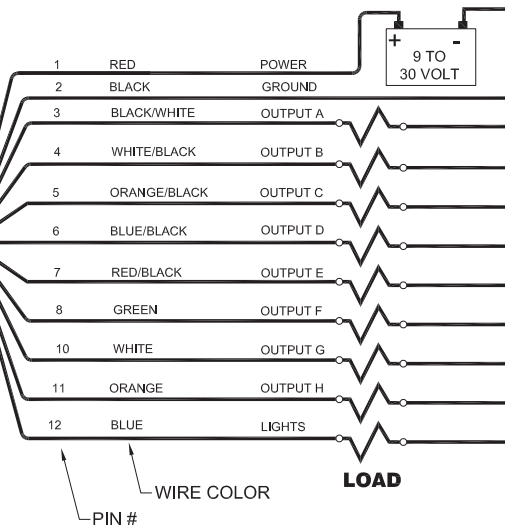 + -
9 TO
30 VOLT
1 RED POWER
2 BLACK GROUND
3 BLACK/WHITE OUTPUT A
4 WHITE/BLACK OUTPUT B
5 ORANGE/BLACK OUTPUT C
6 BLUE/BLACK OUTPUT D
7 RED/BLACK OUTPUT E
8 GREEN OUTPUT F
10 WHITE OUTPUT G
11 ORANGE OUTPUT H
12 BLUE LIGHTS
LOAD
WIRE COLOR
PIN #